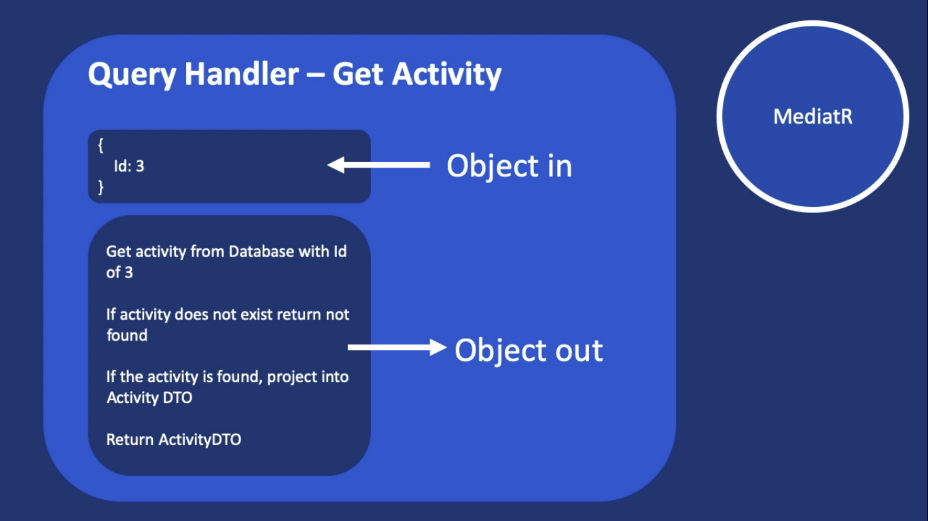 Query Handler – Get Activity
MediatR
{
Id: 3
}
Object in
Get activity from Database with Id
of 3
If activity does not exist return not
found
If the activity is found, project into
Activity DTO
Return ActivityDTO
Object out